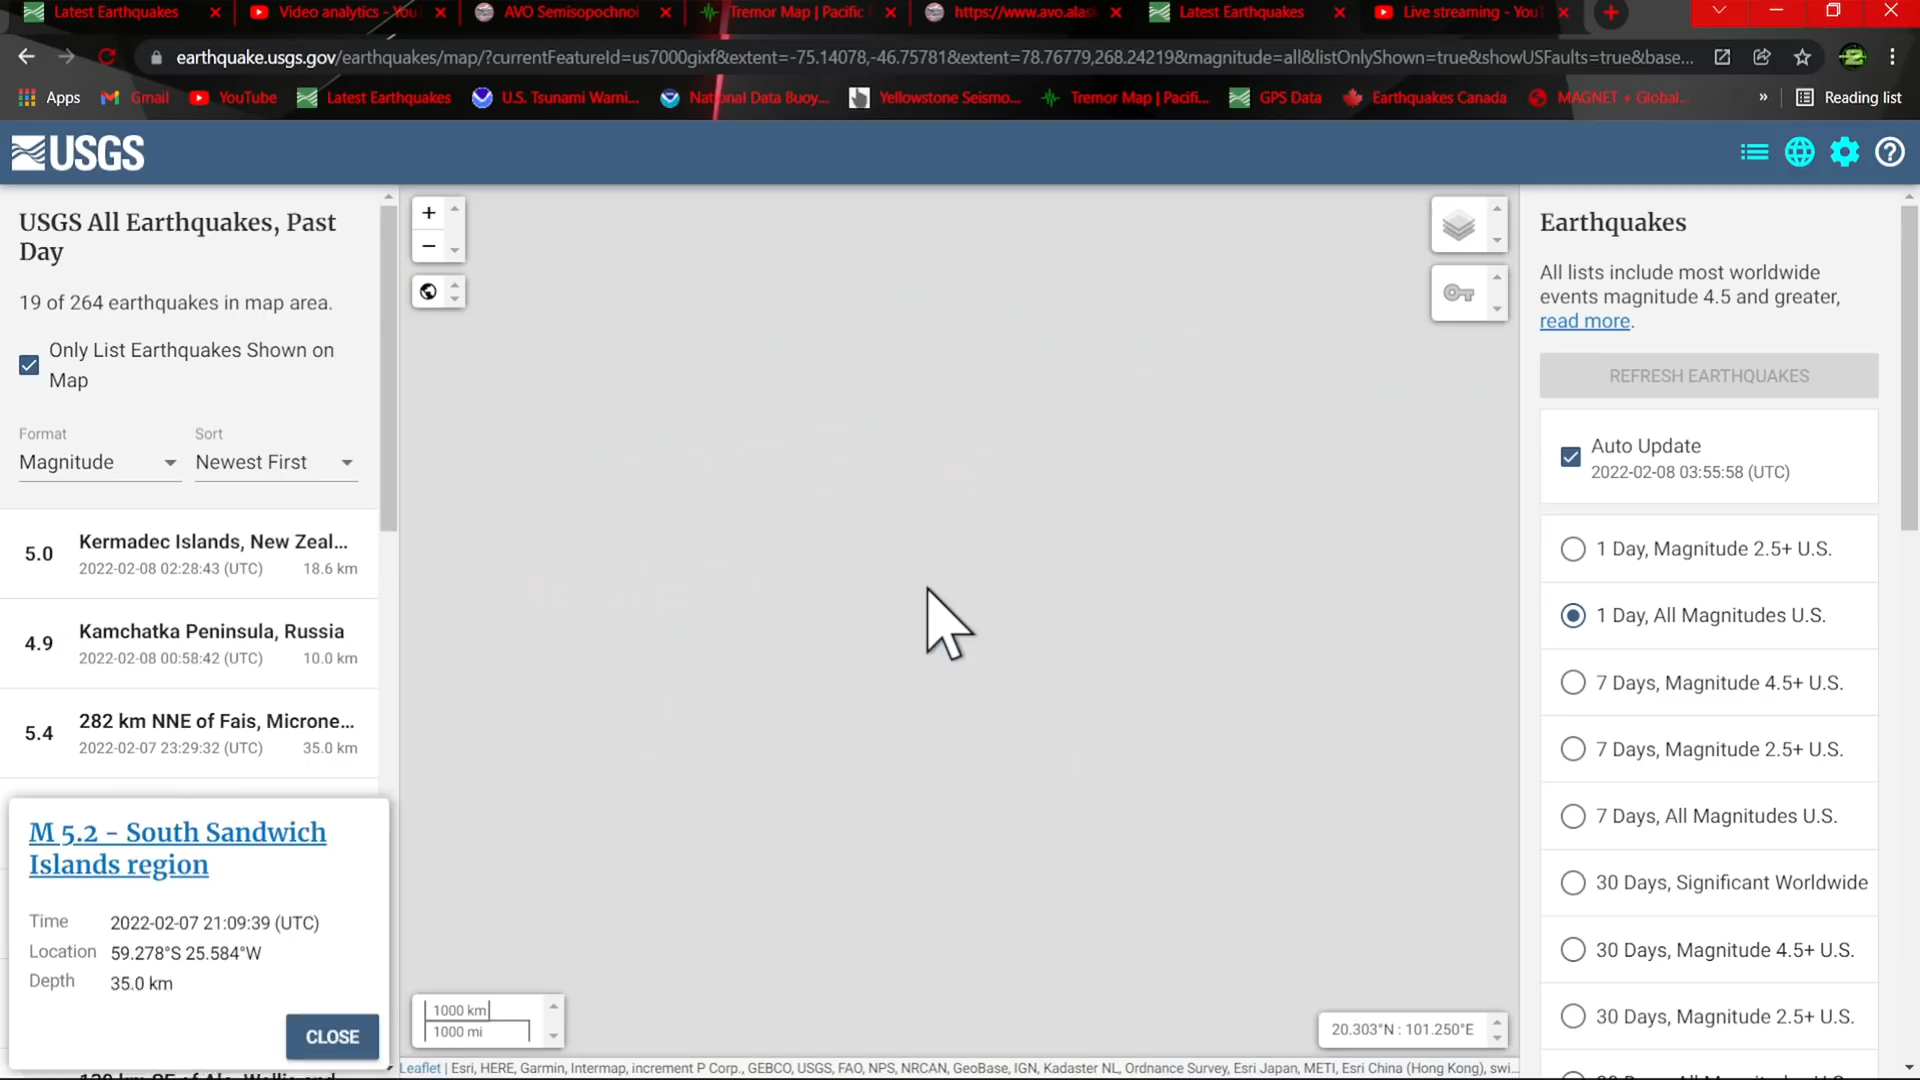 Latest Earthquakes
Video analytics - YouT
AVO Semisopochnoi
Tremor Map | Pacific
https://www.avo.alask
Latest Earthquakes
Live streaming - YouT
earthquake.usgs.gov/earthquakes/map/?currentFeatureId=us7000gixf&extent=-75.14078,-46.75781&extent=78.76779,268.24219&magnitude=all&listOnlyShown=true&showUSFaults=true&base...
Apps
Gmail
YouTube
Latest Earthquakes
U.S. Tsunami Warni...
National Data Buoy...
Yellowstone Seismo...
Tremor Map | Pacifi...
GPS Data
Earthquakes Canada
MAGNET + Global...
»
Reading list
USGS
USGS All Earthquakes, Past
Day
19 of 264 earthquakes in map area.
Only List Earthquakes Shown on
Map
Format
Sort
Magnitude
Newest First
5.0
Kermadec Islands, New Zeal...
2022-02-08 02:28:43 (UTC)
18.6 km
4.9
Kamchatka Peninsula, Russia
2022-02-08 00:58:42 (UTC)
10.0 km
5.4
282 km NNE of Fais, Microne...
2022-02-07 23:29:32 (UTC)
35.0 km
M 5.2 - South Sandwich
Islands region
Time
2022-02-07 21:09:39 (UTC)
Location
59.278°S 25.584°W
Depth
35.0 km
CLOSE
+
−
1000 km
1000 mi
20.303°N : 101.250°E
Leaflet | Esri, HERE, Garmin, Intermap, increment P Corp., GEBCO, USGS, FAO, NPS, NRCAN, GeoBase, IGN, Kadaster NL, Ordnance Survey, Esri Japan, METI, Esri China (Hong Kong), swi...
Earthquakes
All lists include most worldwide
events magnitude 4.5 and greater,
read more.
REFRESH EARTHQUAKES
Auto Update
2022-02-08 03:55:58 (UTC)
1 Day, Magnitude 2.5+ U.S.
1 Day, All Magnitudes U.S.
7 Days, Magnitude 4.5+ U.S.
7 Days, Magnitude 2.5+ U.S.
7 Days, All Magnitudes U.S.
30 Days, Significant Worldwide
30 Days, Magnitude 4.5+ U.S.
30 Days, Magnitude 2.5+ U.S.